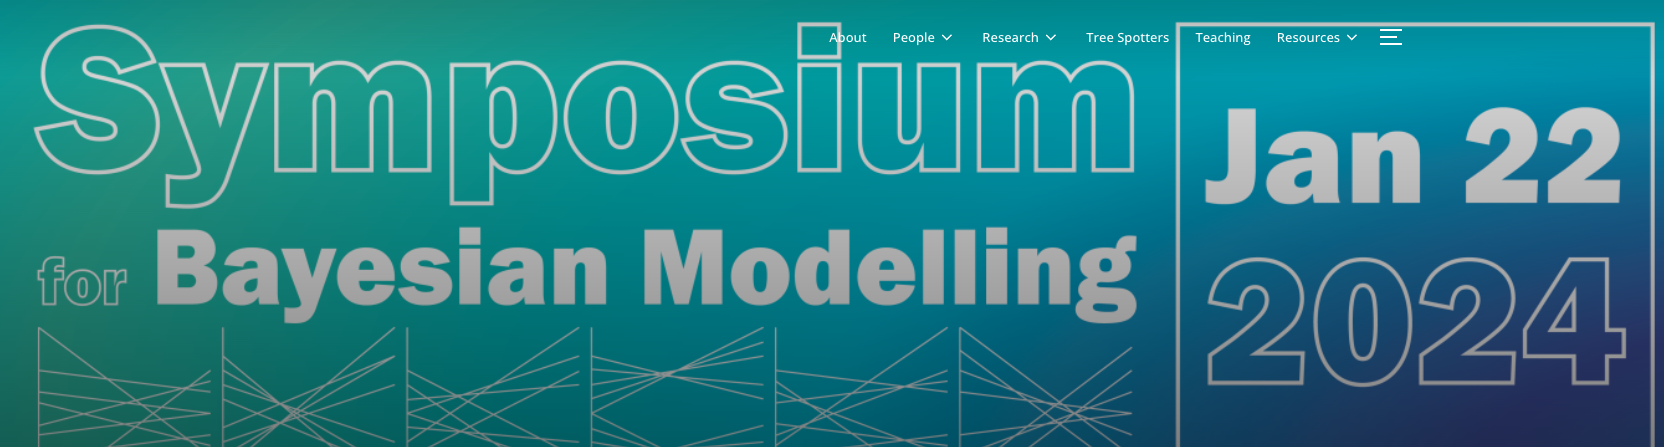 About People Research Tree Spotters Teaching Resources
Symposium
for Bayesian Modelling
Jan 22
2024